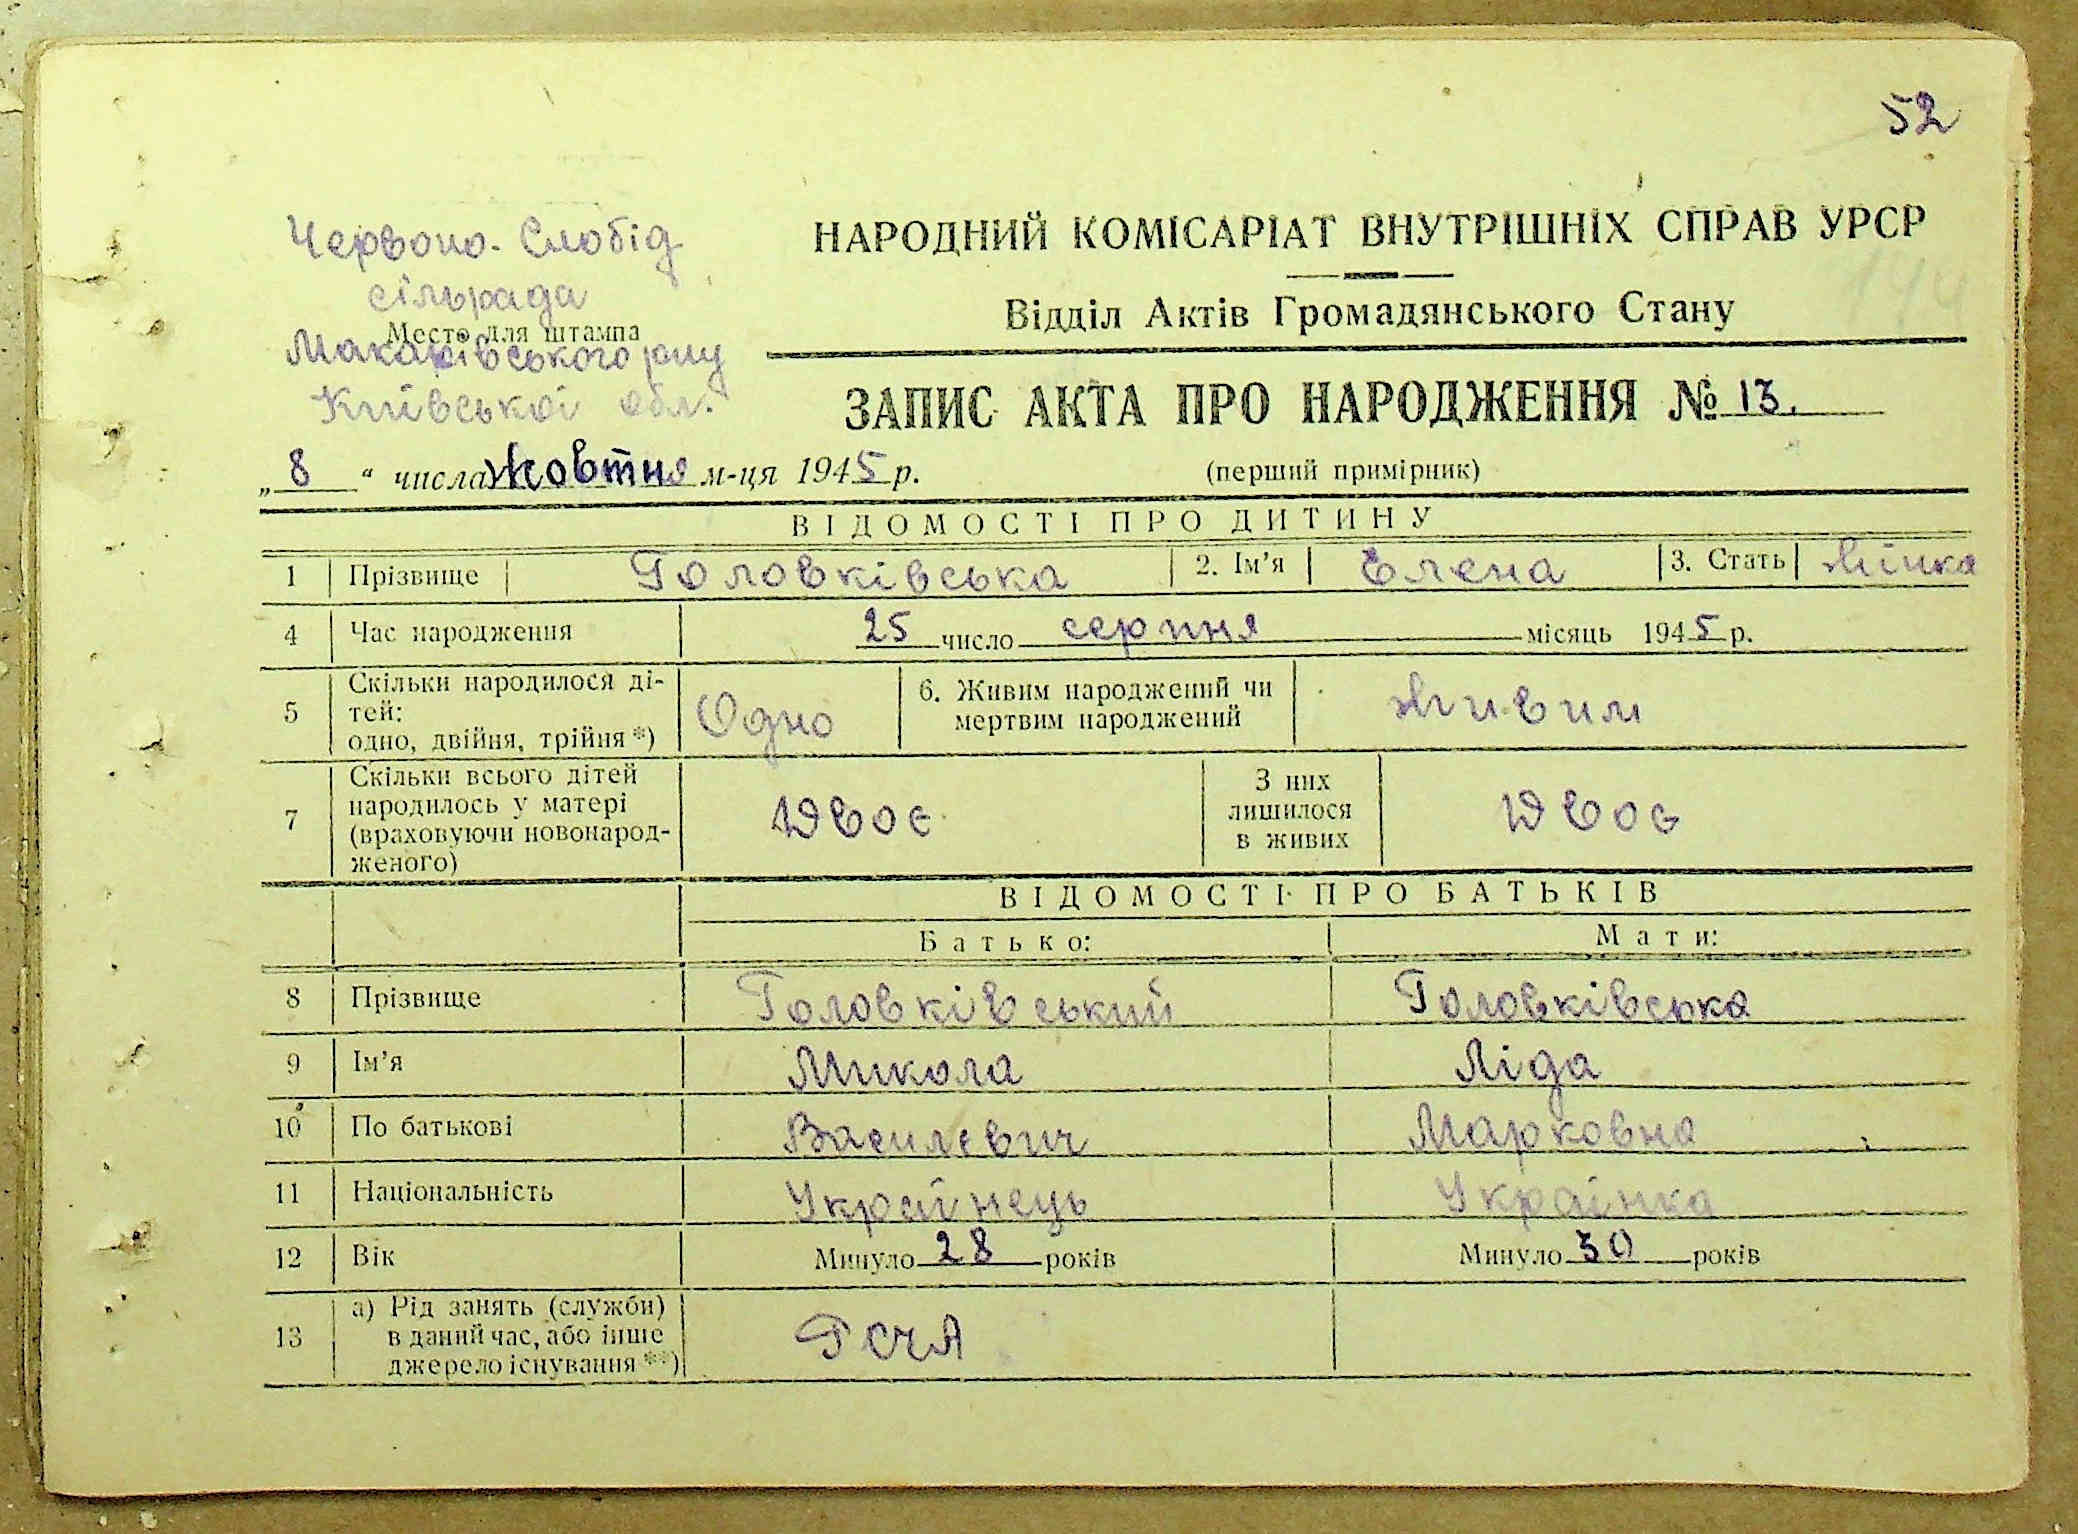 52
Червоно-Слобід
сільрада
Место для штампа
Макарівського р-ну
Київської обл.
НАРОДНИЙ КОМІСАРІАТ ВНУТРІШНІХ СПРАВ УРСР
Відділ Актів Громадянського Стану
ЗАПИС АКТА ПРО НАРОДЖЕННЯ № 13.
„ 8 “ числа жовтня м-ця 1945 р. (перший примірник)
ВІДОМОСТІ ПРО ДИТИНУ
1 Прізвище Головківська 2. Ім’я Елена 3. Стать жінка
4 Час народження 25 число серпня місяць 1945 р.
5 Скільки народилося ді-
тей:
одно, двійня, трійня *) Одно 6. Живим народжений чи
мертвим народжений живим
7 Скільки всього дітей
народилось у матері
(враховуючи новонарод-
женого) Двоє З них
лишилося
в живих Двоє
ВІДОМОСТІ ПРО БАТЬКІВ
Батько: Мати:
8 Прізвище Головківський Головківська
9 Ім’я Микола Ліда
10 По батькові Василевич Марковна
11 Національність Українець Українка
12 Вік Минуло 28 років Минуло 30 років
13 а) Рід занять (служби)
в даний час, або інше
джерело існування **) РСЧА